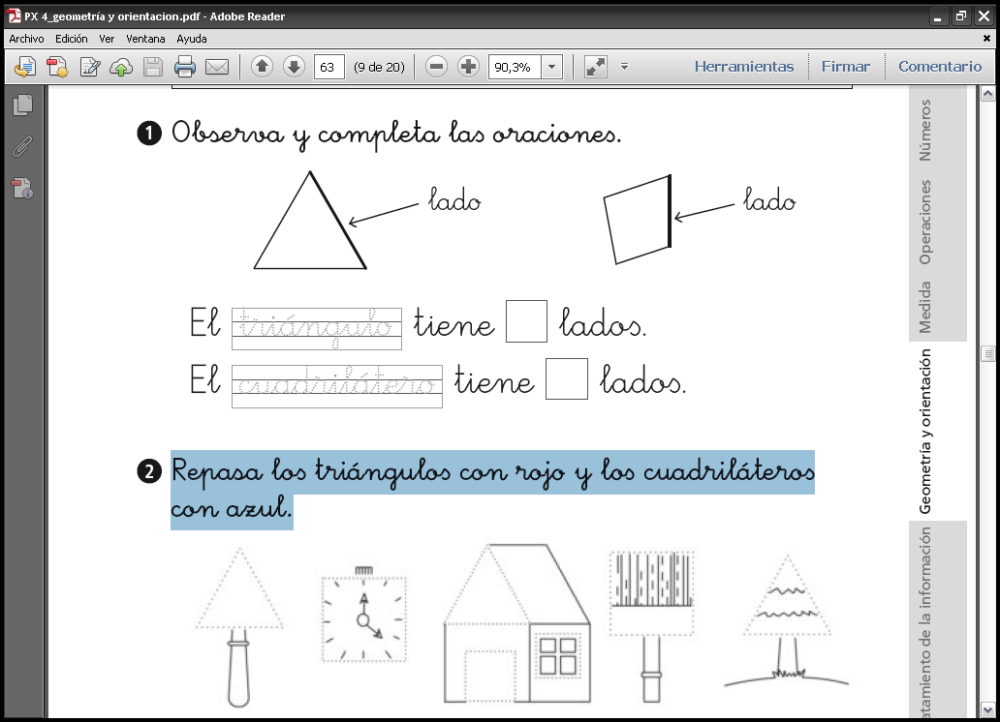 PX 4_geometría y orientacion.pdf - Adobe Reader
Archivo Edición Ver Ventana Ayuda
63 (9 de 20) 90,3% Herramientas Firmar Comentario
1 Observa y completa las oraciones.
lado lado
El triángulo tiene lados.
El cuadrilátero tiene lados.
2 Repasa los triángulos con rojo y los cuadriláteros
con azul.
Números
Operaciones
Medida
Geometría y orientación
atamiento de la información